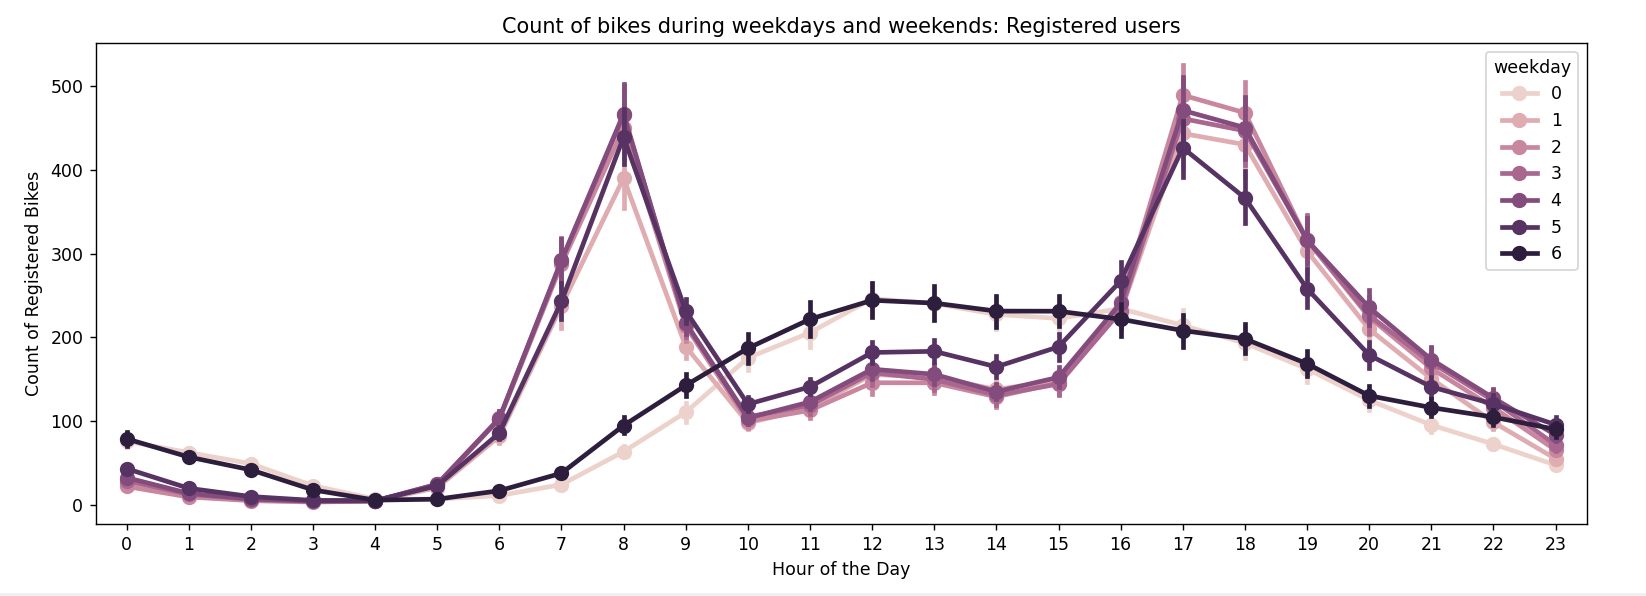 Count of bikes during weekdays and weekends: Registered users
Count of Registered Bikes
500
400
300
200
100
0
weekday
0
1
2
3
4
5
6
0 1 2 3 4 5 6 7 8 9 10 11 12 13 14 15 16 17 18 19 20 21 22 23
Hour of the Day